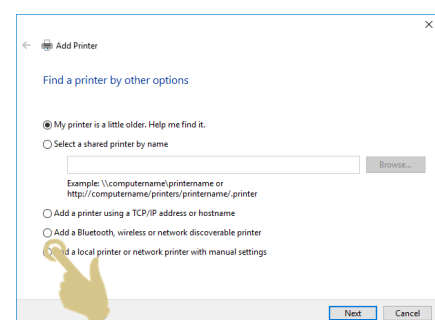 Add Printer
Find a printer by other options
My printer is a little older. Help me find it.
Select a shared printer by name
Browse...
Example: \\computername\printername or
http://computername/printers/printername/.printer
Add a printer using a TCP/IP address or hostname
Add a Bluetooth, wireless or network discoverable printer
a local printer or network printer with manual settings
Next Cancel